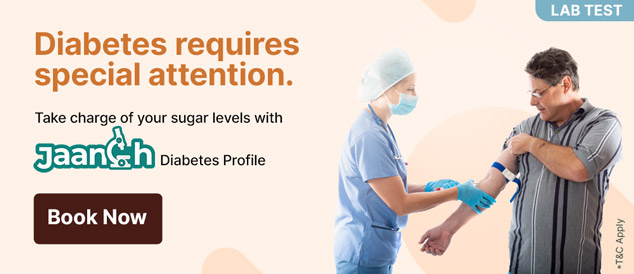 LAB TEST
Diabetes requires
special attention.
Take charge of your sugar levels with
Jaanch Diabetes Profile
Book Now
*T&C Apply